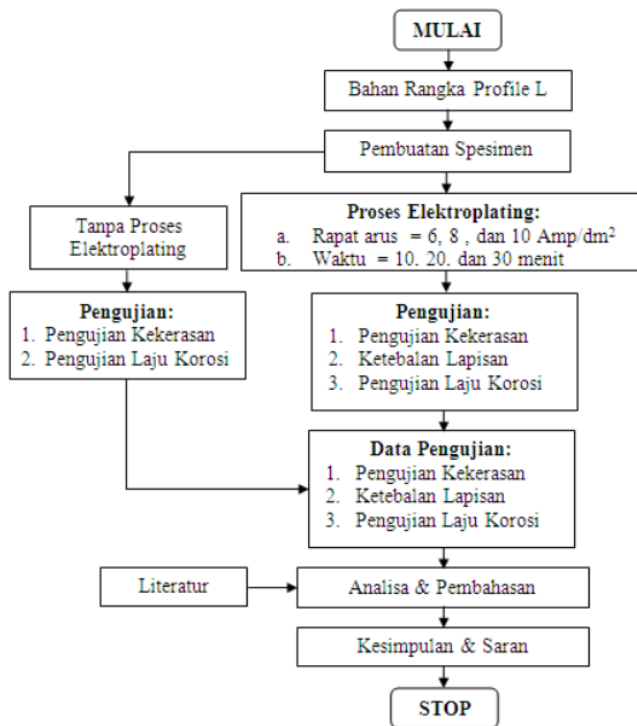 MULAI
Bahan Rangka Profile L
Pembuatan Spesimen
Tanpa Proses
Elektroplating
Proses Elektroplating:
a. Rapat arus = 6, 8 , dan 10 Amp/dm²
b. Waktu = 10. 20. dan 30 menit
Pengujian:
1. Pengujian Kekerasan
2. Pengujian Laju Korosi
Pengujian:
1. Pengujian Kekerasan
2. Ketebalan Lapisan
3. Pengujian Laju Korosi
Data Pengujian:
1. Pengujian Kekerasan
2. Ketebalan Lapisan
3. Pengujian Laju Korosi
Literatur
Analisa & Pembahasan
Kesimpulan & Saran
STOP